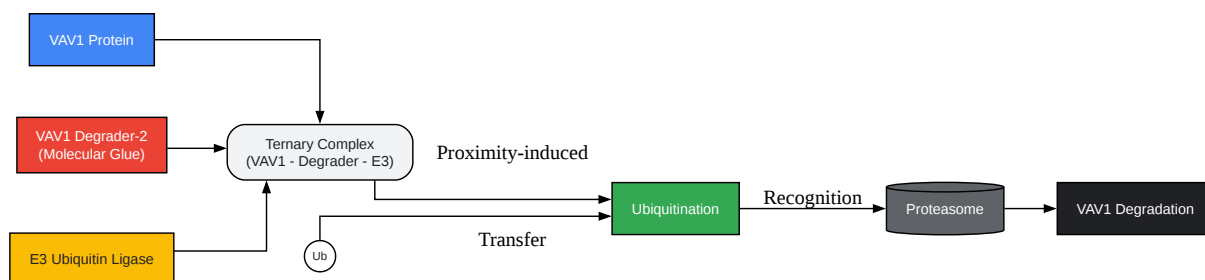 VAV1 Protein
VAV1 Degrader-2
(Molecular Glue)
E3 Ubiquitin Ligase
Ternary Complex
(VAV1 - Degrader - E3)
Proximity-induced
Ub
Transfer
Ubiquitination
Recognition
Proteasome
VAV1 Degradation